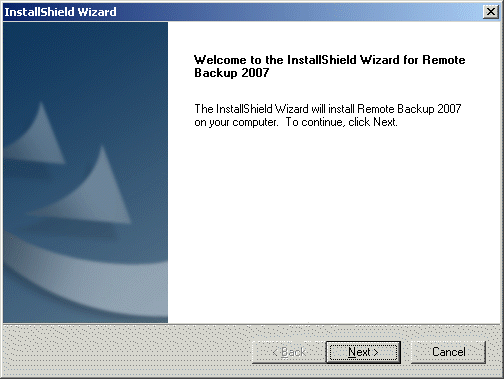 InstallShield Wizard
Welcome to the InstallShield Wizard for Remote
Backup 2007
The InstallShield Wizard will install Remote Backup 2007
on your computer.  To continue, click Next.
< Back
Next >
Cancel